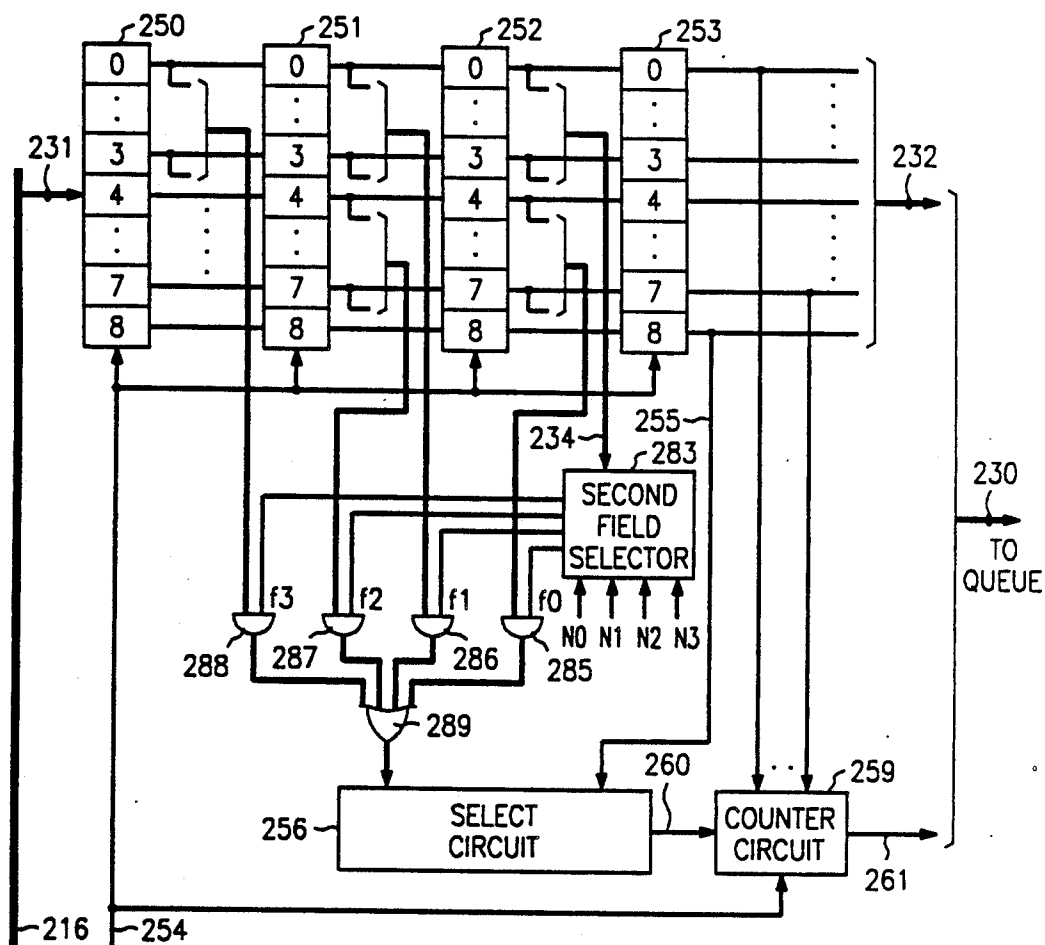 250
251
252
253
0 0 0 0
3 3 3 3
231
232
4 4 4 4
7 7 7 7
8 8 8 8
234
255
283
SECOND
FIELD
SELECTOR
230
TO
QUEUE
f3 f2 f1 f0
N0 N1 N2 N3
288 287 286 285
289
260
259
256
SELECT
CIRCUIT
COUNTER
CIRCUIT
261
216 254